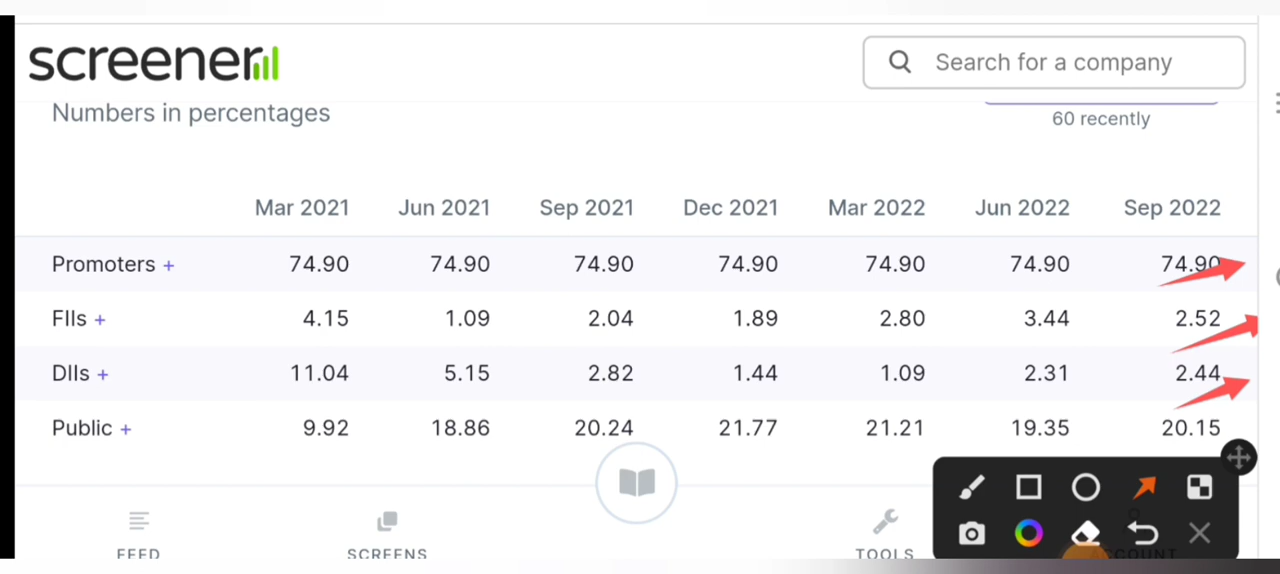 screener
Search for a company
Numbers in percentages
60 recently
Mar 2021 Jun 2021 Sep 2021 Dec 2021 Mar 2022 Jun 2022 Sep 2022
Promoters + 74.90 74.90 74.90 74.90 74.90 74.90 74.90
FIIs + 4.15 1.09 2.04 1.89 2.80 3.44 2.52
DIIs + 11.04 5.15 2.82 1.44 1.09 2.31 2.44
Public + 9.92 18.86 20.24 21.77 21.21 19.35 20.15
FEED SCREENS TOOLS ACCOUNT